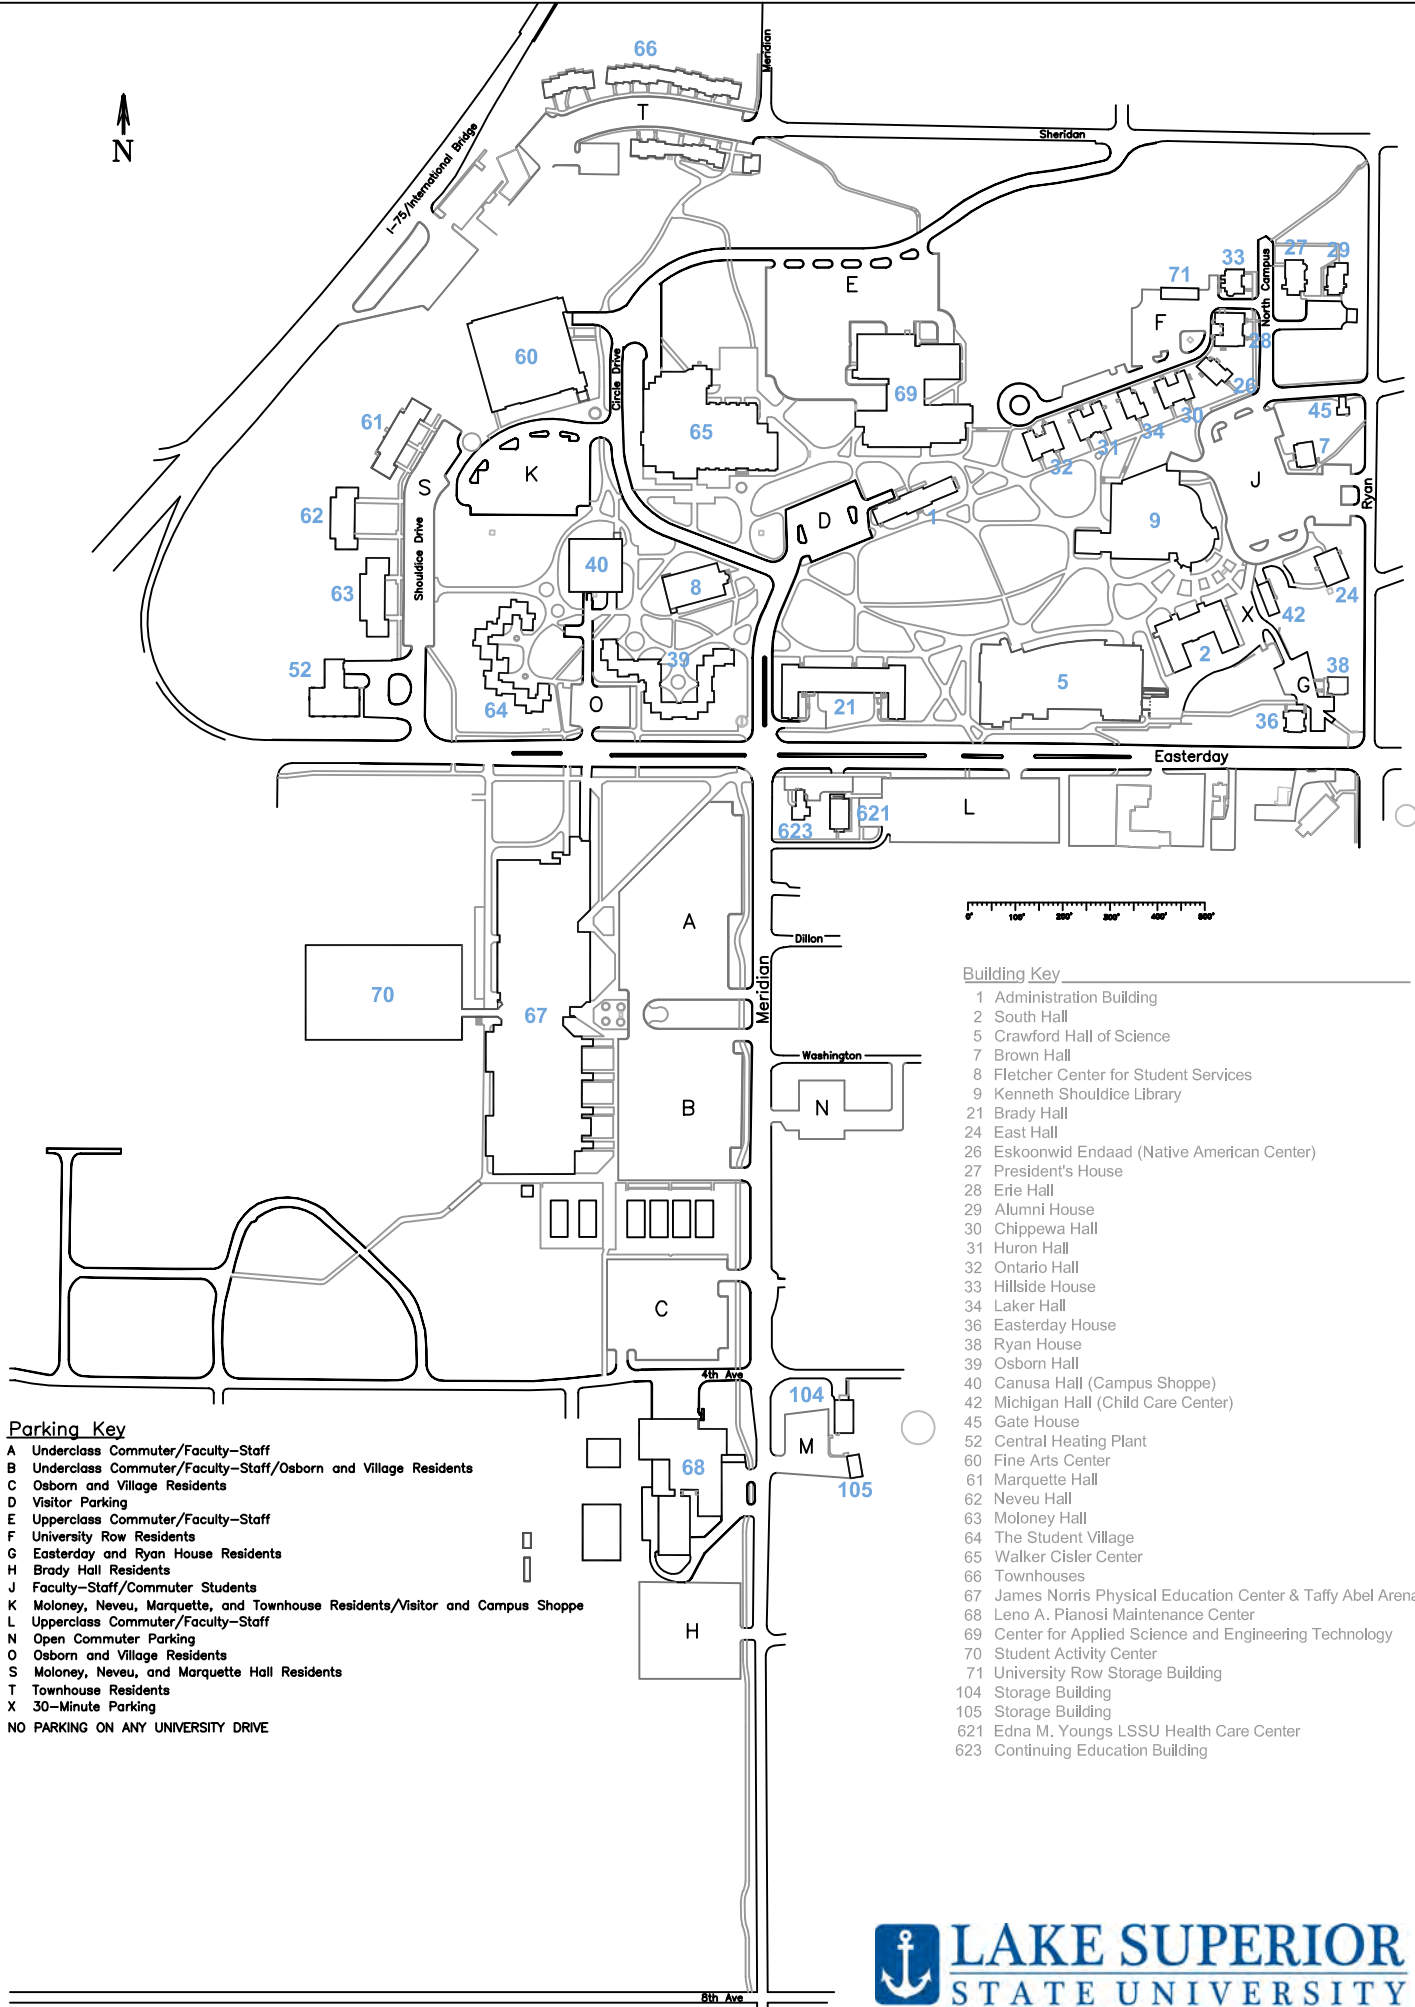 66
Meridian
T
Sheridan
N
I-75/International Bridge
33
27
29
71
E
North Campus
F
28
60
Circle Drive
69
26
45
61
65
30
34
7
31
K
32
S
J
Ryan
62
D
1
9
40
Shouldice Drive
63
8
24
X
42
39
2
52
5
38
G
64
O
21
36
Easterday
L
621
623
A
0' 100' 200' 300' 400' 500'
Dillon
70
Meridian
67
Washington
B
N
C
4th Ave
104
M
68
105
H
8th Ave
Building Key
1 Administration Building
2 South Hall
5 Crawford Hall of Science
7 Brown Hall
8 Fletcher Center for Student Services
9 Kenneth Shouldice Library
21 Brady Hall
24 East Hall
26 Eskoonwid Endaad (Native American Center)
27 President's House
28 Erie Hall
29 Alumni House
30 Chippewa Hall
31 Huron Hall
32 Ontario Hall
33 Hillside House
34 Laker Hall
36 Easterday House
38 Ryan House
39 Osborn Hall
40 Canusa Hall (Campus Shoppe)
42 Michigan Hall (Child Care Center)
45 Gate House
52 Central Heating Plant
60 Fine Arts Center
61 Marquette Hall
62 Neveu Hall
63 Moloney Hall
64 The Student Village
65 Walker Cisler Center
66 Townhouses
67 James Norris Physical Education Center & Taffy Abel Arena
68 Leno A. Pianosi Maintenance Center
69 Center for Applied Science and Engineering Technology
70 Student Activity Center
71 University Row Storage Building
104 Storage Building
105 Storage Building
621 Edna M. Youngs LSSU Health Care Center
623 Continuing Education Building
Parking Key
A Underclass Commuter/Faculty-Staff
B Underclass Commuter/Faculty-Staff/Osborn and Village Residents
C Osborn and Village Residents
D Visitor Parking
E Upperclass Commuter/Faculty-Staff
F University Row Residents
G Easterday and Ryan House Residents
H Brady Hall Residents
J Faculty-Staff/Commuter Students
K Moloney, Neveu, Marquette, and Townhouse Residents/Visitor and Campus Shoppe
L Upperclass Commuter/Faculty-Staff
N Open Commuter Parking
O Osborn and Village Residents
S Moloney, Neveu, and Marquette Hall Residents
T Townhouse Residents
X 30-Minute Parking
NO PARKING ON ANY UNIVERSITY DRIVE
LAKE SUPERIOR
STATE UNIVERSITY